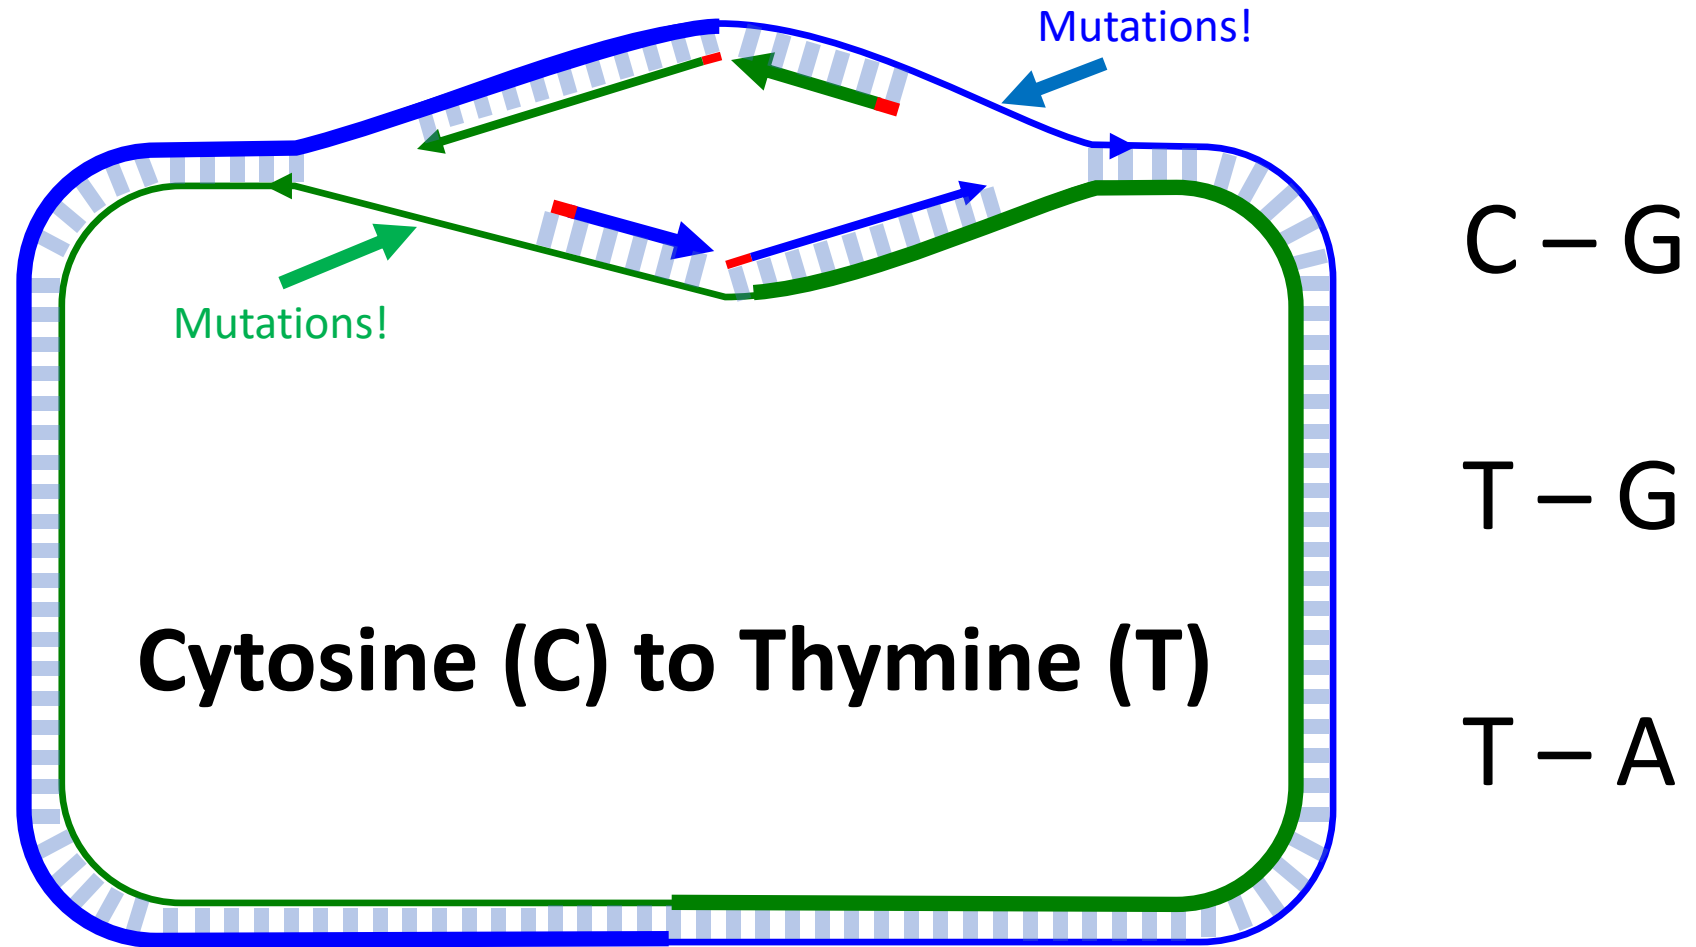 Mutations!
C – G
Mutations!
T – G
Cytosine (C) to Thymine (T)
T – A